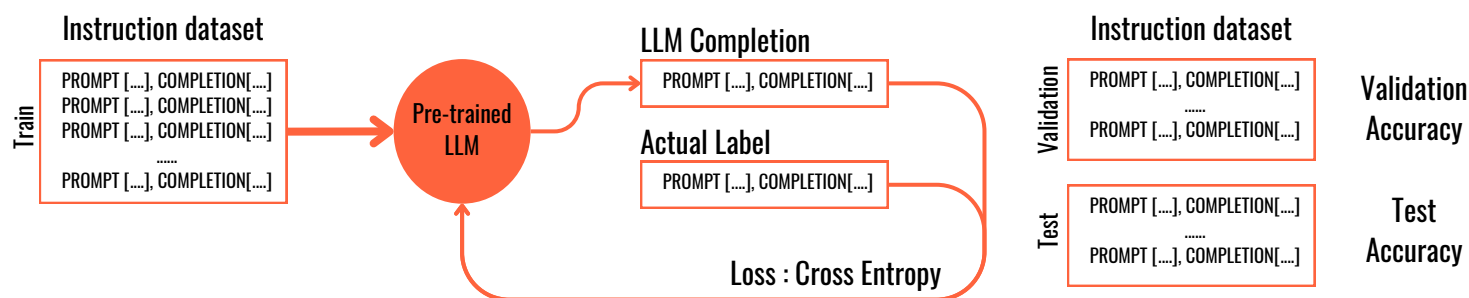 Instruction dataset
Train
PROMPT [....], COMPLETION[....]
PROMPT [....], COMPLETION[....]
PROMPT [....], COMPLETION[....]
......
PROMPT [....], COMPLETION[....]
Pre-trained
LLM
LLM Completion
PROMPT [....], COMPLETION[....]
Actual Label
PROMPT [....], COMPLETION[....]
Loss : Cross Entropy
Instruction dataset
Validation
PROMPT [....], COMPLETION[....]
......
PROMPT [....], COMPLETION[....]
Validation
Accuracy
Test
PROMPT [....], COMPLETION[....]
......
PROMPT [....], COMPLETION[....]
Test
Accuracy